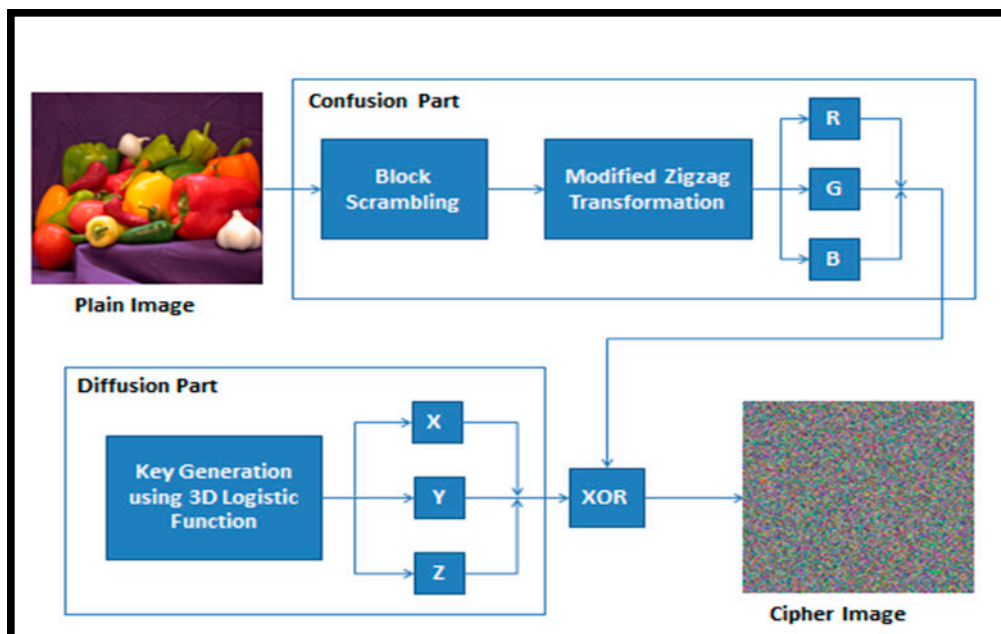 Confusion Part
Block
Scrambling
Modified Zigzag
Transformation
R
G
B
Plain Image
Diffusion Part
Key Generation
using 3D Logistic
Function
X
Y
Z
XOR
Cipher Image